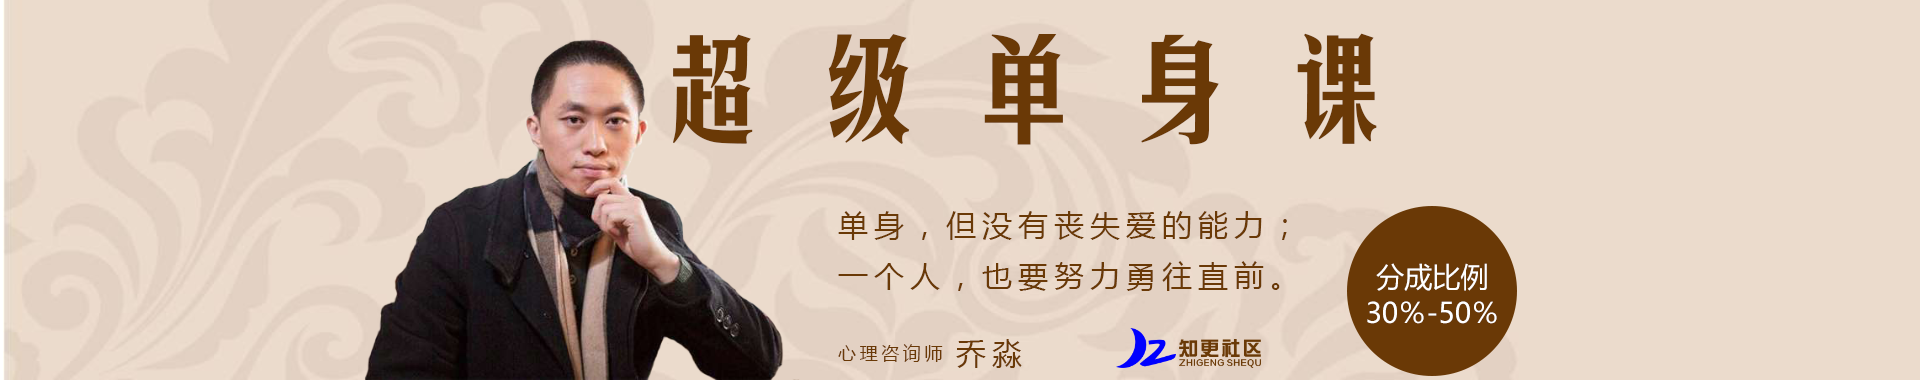 超级单身课
单身，但没有丧失爱的能力；
一个人，也要努力勇往直前。
心理咨询师 乔淼
知更社区
ZHIGENG SHEQU
分成比例
30%-50%